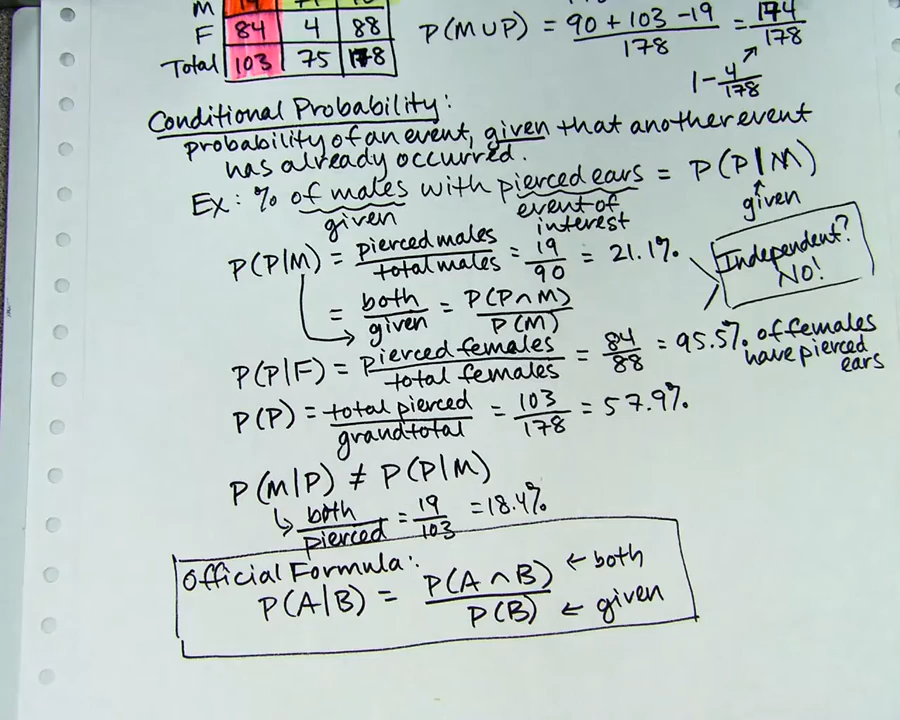 M 19 71 90
F 84 4 88
Total 103 75 178
P(M∪P) = 90 + 103 - 19 / 178 = 174/178
1 - 4/178
Conditional Probability:
probability of an event, given that another event
has already occurred.
Ex: % of males with pierced ears = P(P|M)
given event of interest given
P(P|M) = pierced males / total males = 19/90 = 21.1%
Independent?
NO!
= both / given = P(P∩M) / P(M)
P(P|F) = pierced females / total females = 84/88 = 95.5% of females
have pierced
ears
P(P) = total pierced / grand total = 103/178 = 57.9%
P(M|P) ≠ P(P|M)
both / pierced = 19/103 = 18.4%
Official Formula:
P(A|B) = P(A∩B) / P(B) ← both ← given